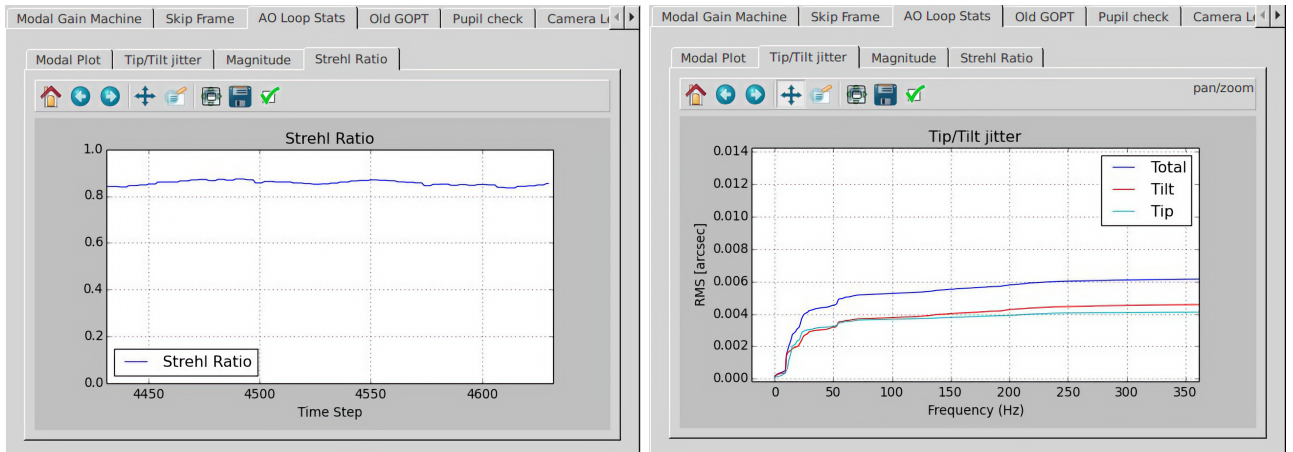 Modal Gain Machine Skip Frame AO Loop Stats Old GOPT Pupil check Camera L
Modal Plot Tip/Tilt jitter Magnitude Strehl Ratio
Strehl Ratio
1.0
0.8
0.6
0.4
0.2
0.0
Strehl Ratio
4450 4500 4550 4600
Time Step
Modal Gain Machine Skip Frame AO Loop Stats Old GOPT Pupil check Camera L
Modal Plot Tip/Tilt jitter Magnitude Strehl Ratio
pan/zoom
Tip/Tilt jitter
0.014
0.012
0.010
0.008
0.006
0.004
0.002
0.000
RMS [arcsec]
Total
Tilt
Tip
0 50 100 150 200 250 300 350
Frequency (Hz)